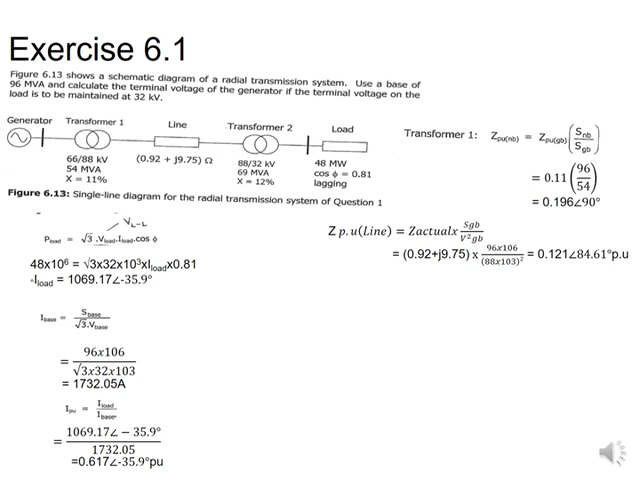 Exercise 6.1
Figure 6.13 shows a schematic diagram of a radial transmission system. Use a base of
96 MVA and calculate the terminal voltage of the generator if the terminal voltage on the
load is to be maintained at 32 kV.
Generator Transformer 1 Line Transformer 2 Load
66/88 kV (0.92 + j9.75) Ω 88/32 kV 48 MW
54 MVA 69 MVA cos ϕ = 0.81
X = 11% X = 12% lagging
Figure 6.13: Single-line diagram for the radial transmission system of Question 1
Transformer 1: Zpu(nb) = Zpu(gb)(Snb/Sgb)
= 0.11(96/54)
= 0.196∠90°
VL-L
Pload = √3 .Vload.Iload.cos ϕ
48x10⁶ = √3x32x10³xIloadx0.81
Iload = 1069.17∠-35.9°
Ibase = Sbase/√3.Vbase
= 96x106/√3x32x103
= 1732.05A
Ipu = Iload/Ibase
= 1069.17∠ − 35.9°/1732.05
=0.617∠-35.9°pu
Z p.u(Line) = Zactualx Sgb/V²gb
= (0.92+j9.75) x 96x106/(88x103)² = 0.121∠84.61°p.u